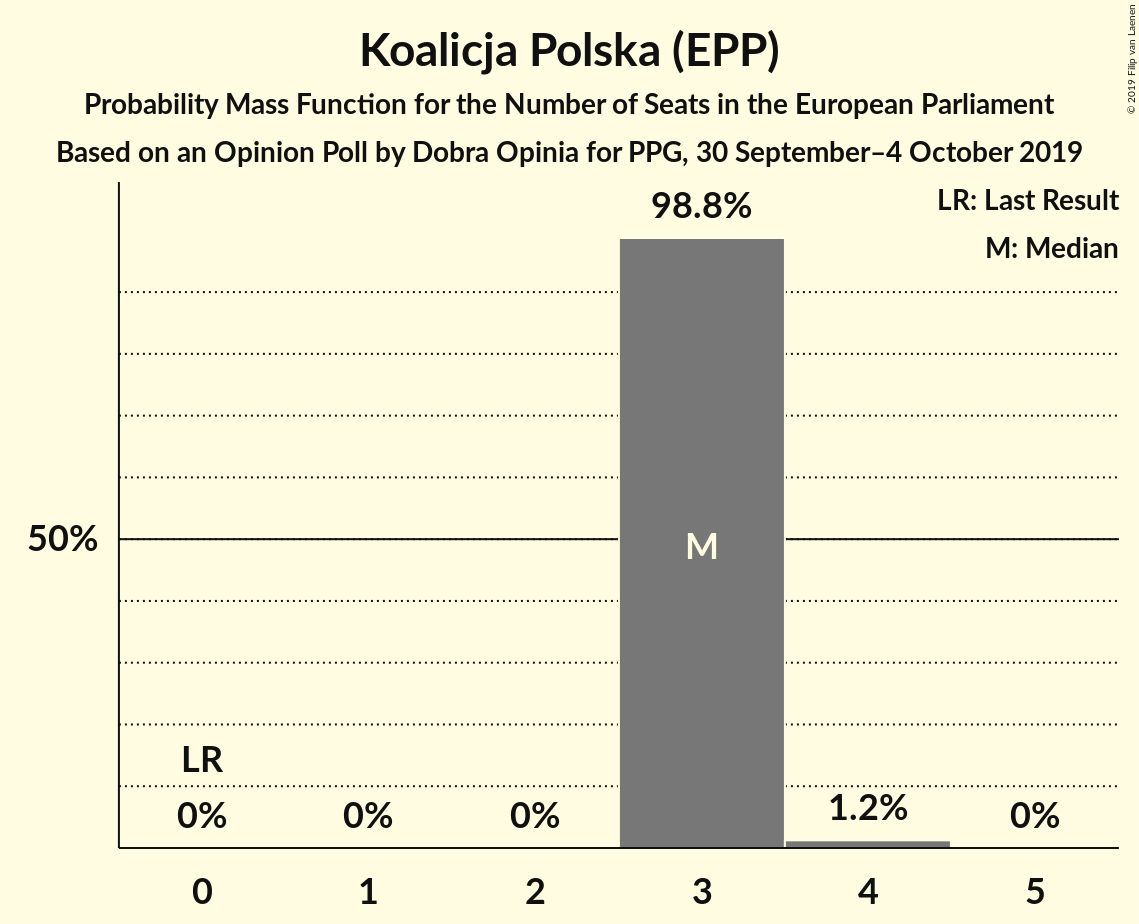 Koalicja Polska (EPP)
Probability Mass Function for the Number of Seats in the European Parliament
Based on an Opinion Poll by Dobra Opinia for PPG, 30 September–4 October 2019
© 2019 Filip van Laenen
LR: Last Result
M: Median
98.8%
50%
M
LR
0%
0%
0%
1.2%
0%
0
1
2
3
4
5